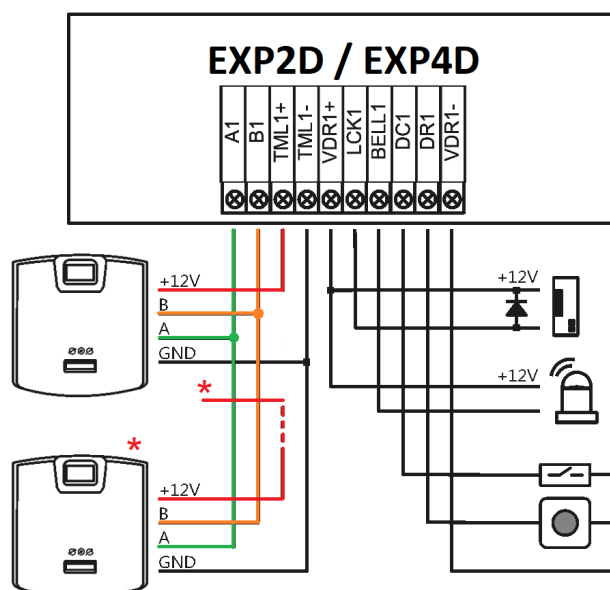 EXP2D / EXP4D
A1
B1
TML1+
TML1-
VDR1+
LCK1
BELL1
DC1
DR1
VDR1-
+12V
B
A
GND
+12V
+12V
*
*
+12V
B
A
GND